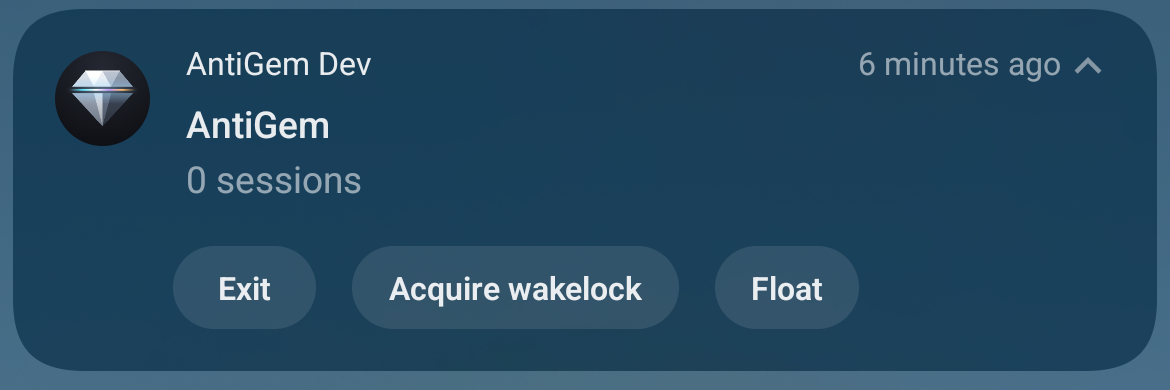 AntiGem Dev
6 minutes ago
AntiGem
0 sessions
Exit
Acquire wakelock
Float